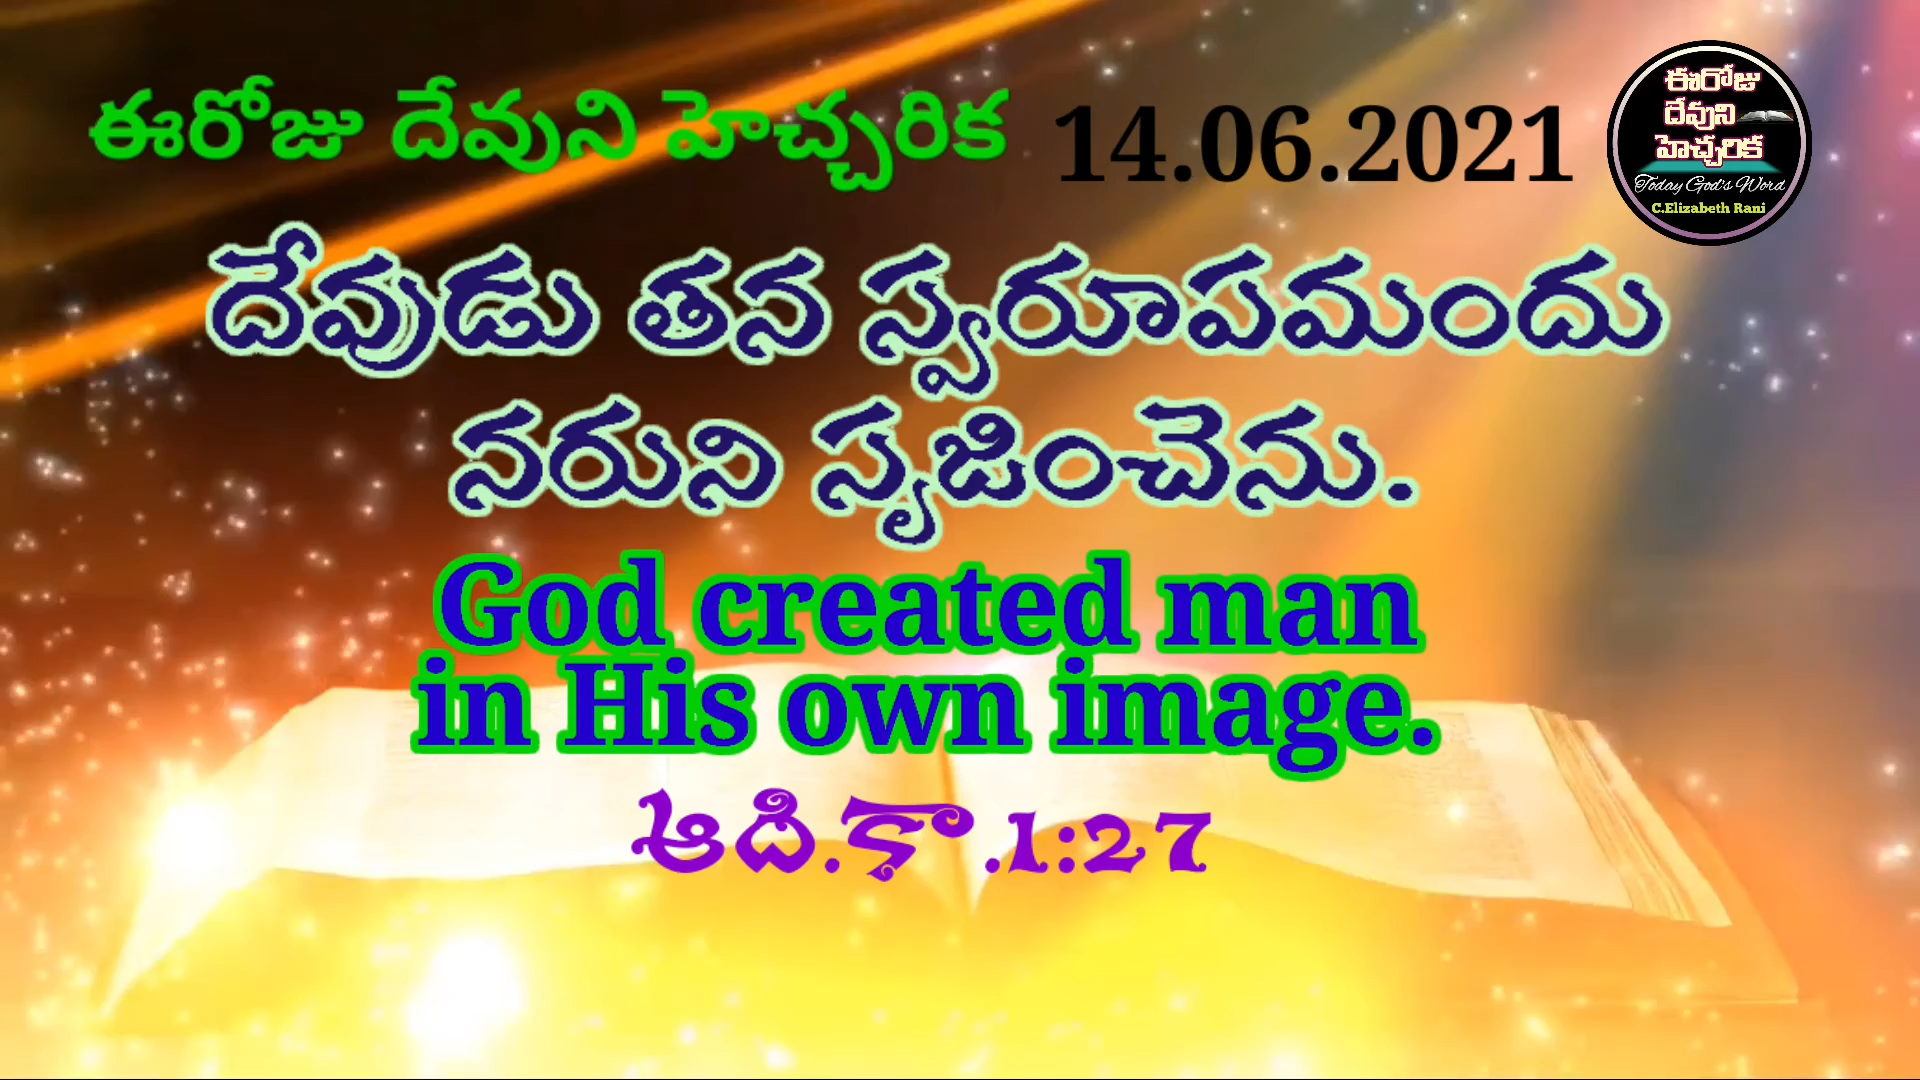 ఈరోజు దేవుని హెచ్చరిక 14.06.2021
ఈరోజు
దేవుని
హెచ్చరిక
Today God's Word
C.Elizabeth Rani
దేవుడు తన స్వరూపమందు
నరుని సృజించెను.
God created man
in His own image.
ఆది.కా.1:27